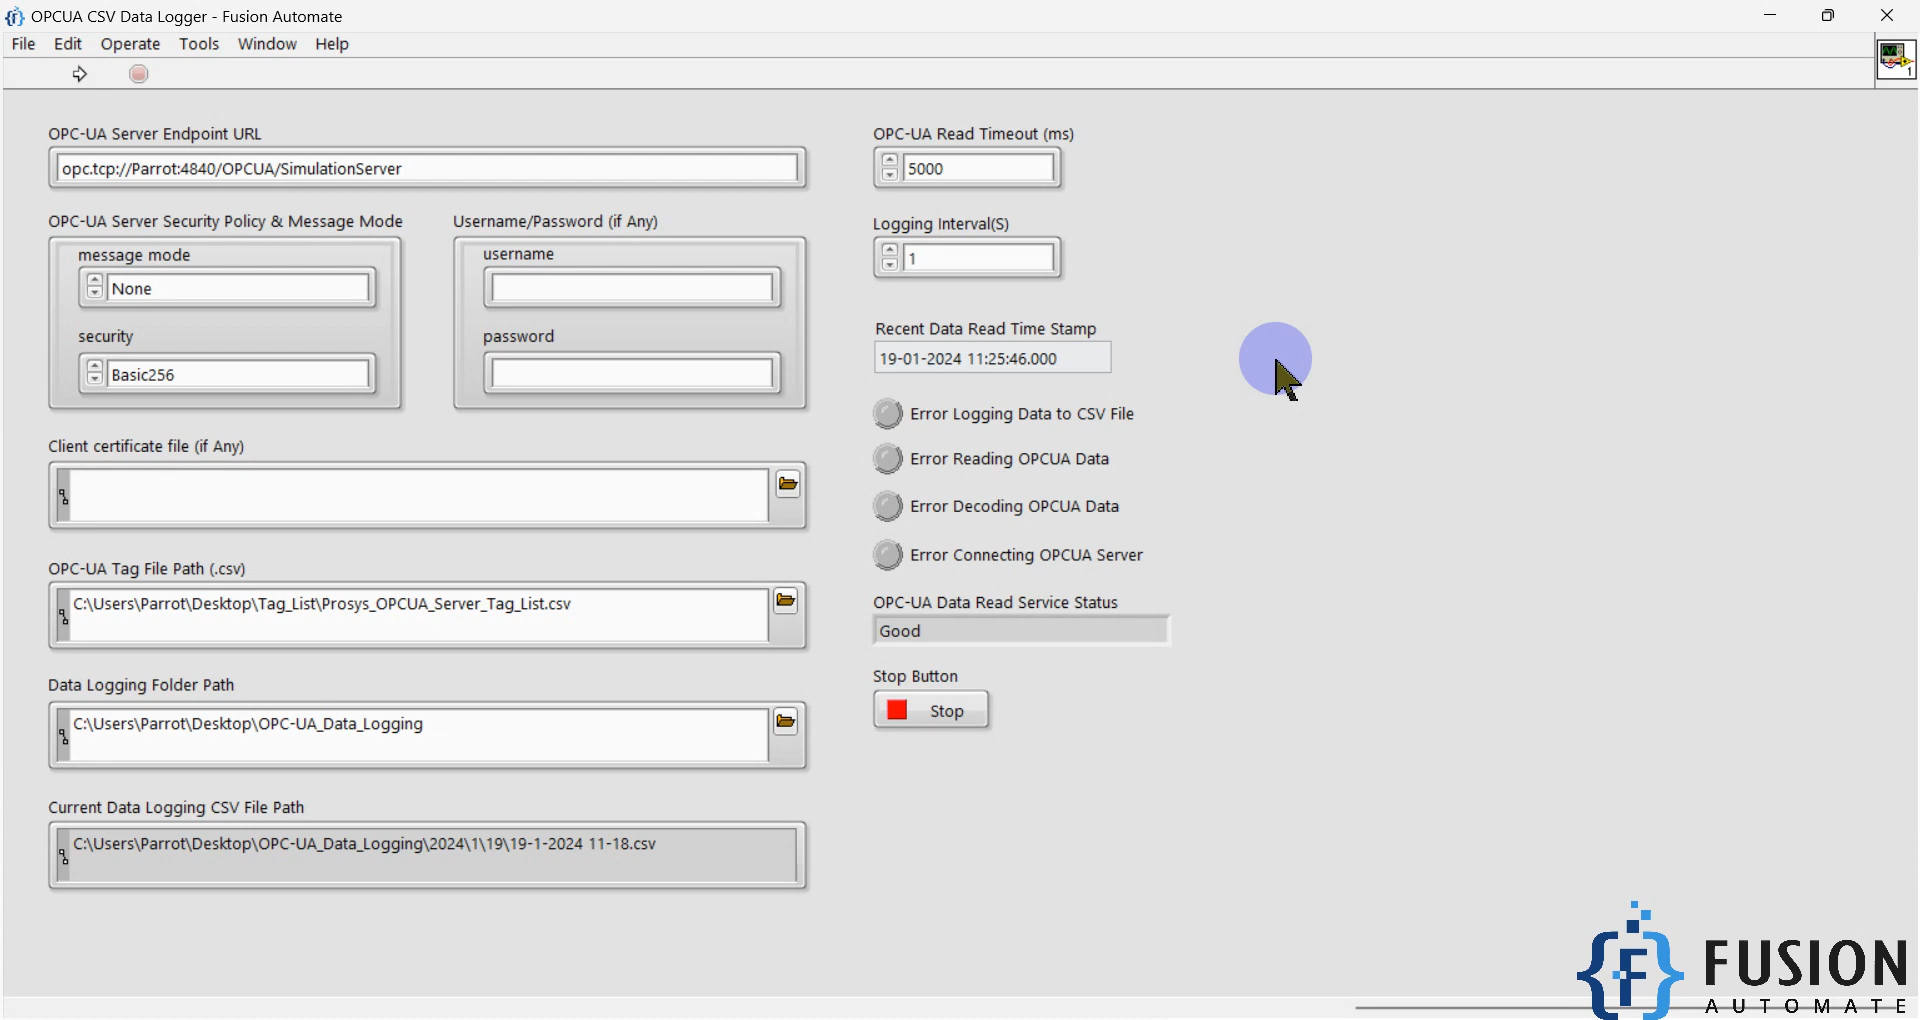 OPCUA CSV Data Logger - Fusion Automate
File Edit Operate Tools Window Help
1
OPC-UA Server Endpoint URL
opc.tcp://Parrot:4840/OPCUA/SimulationServer
OPC-UA Server Security Policy & Message Mode
message mode
None
security
Basic256
Username/Password (if Any)
username
password
Client certificate file (if Any)
OPC-UA Tag File Path (.csv)
C:\Users\Parrot\Desktop\Tag_List\Prosys_OPCUA_Server_Tag_List.csv
Data Logging Folder Path
C:\Users\Parrot\Desktop\OPC-UA_Data_Logging
Current Data Logging CSV File Path
C:\Users\Parrot\Desktop\OPC-UA_Data_Logging\2024\1\19\19-1-2024 11-18.csv
OPC-UA Read Timeout (ms)
5000
Logging Interval(S)
1
Recent Data Read Time Stamp
19-01-2024 11:25:46.000
Error Logging Data to CSV File
Error Reading OPCUA Data
Error Decoding OPCUA Data
Error Connecting OPCUA Server
OPC-UA Data Read Service Status
Good
Stop Button
Stop
{F} FUSION
AUTOMATE